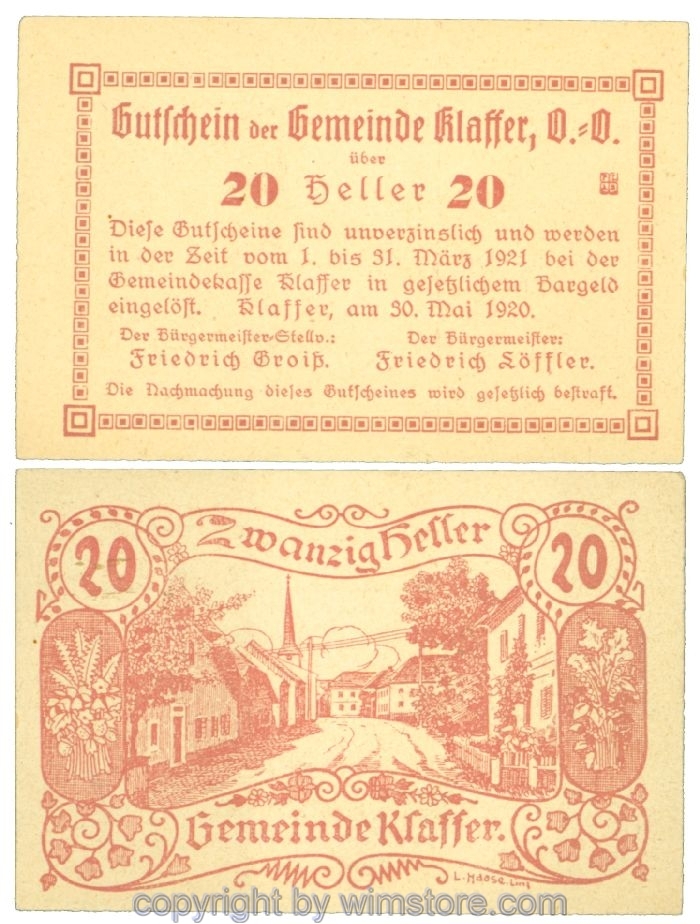 Gutschein der Gemeinde Klaffer, O.=O.
über
20 Heller 20
Diese Gutscheine sind unverzinslich und werden
in der Zeit vom 1. bis 31. März 1921 bei der
Gemeindekasse Klaffer in gesetzlichem Bargeld
eingelöst. Klaffer, am 30. Mai 1920.
Der Bürgermeister-Stellv.: Der Bürgermeister:
Friedrich Groiß. Friedrich Löffler.
Die Nachmachung dieses Gutscheines wird gesetzlich bestraft.
20 Zwanzig Heller 20
Gemeinde Klaffer.
L. Haase. Linz
copyright by wimstore.com